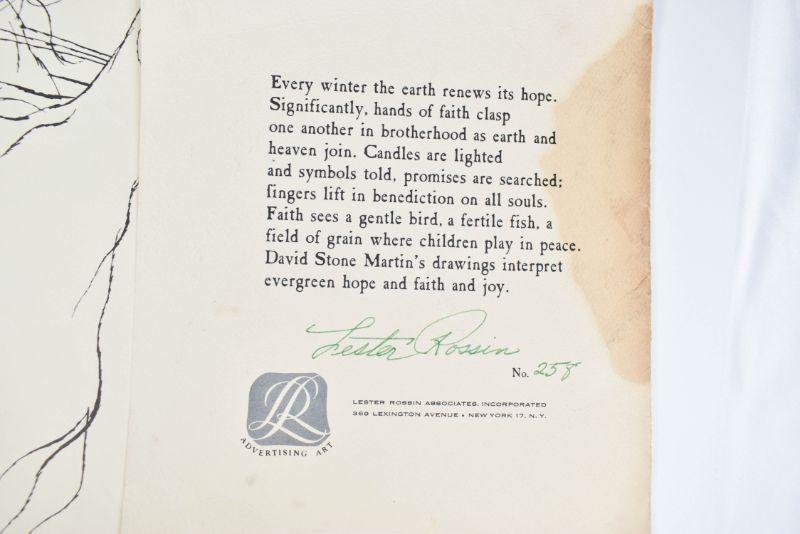 Every winter the earth renews its hope.
Significantly, hands of faith clasp
one another in brotherhood as earth and
heaven join. Candles are lighted
and symbols told, promises are searched;
fingers lift in benediction on all souls.
Faith sees a gentle bird, a fertile fish, a
field of grain where children play in peace.
David Stone Martin's drawings interpret
evergreen hope and faith and joy.
Lester Rossin
No. 258
LR
ADVERTISING ART
LESTER ROSSIN ASSOCIATES, INCORPORATED
369 LEXINGTON AVENUE • NEW YORK 17, N.Y.